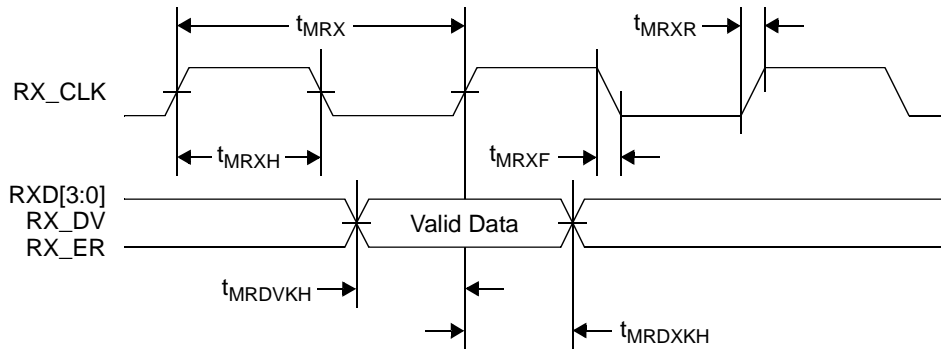 tMRX
tMRXR
RX_CLK
tMRXH
tMRXF
RXD[3:0]
RX_DV
Valid Data
RX_ER
tMRDVKH
tMRDXKH